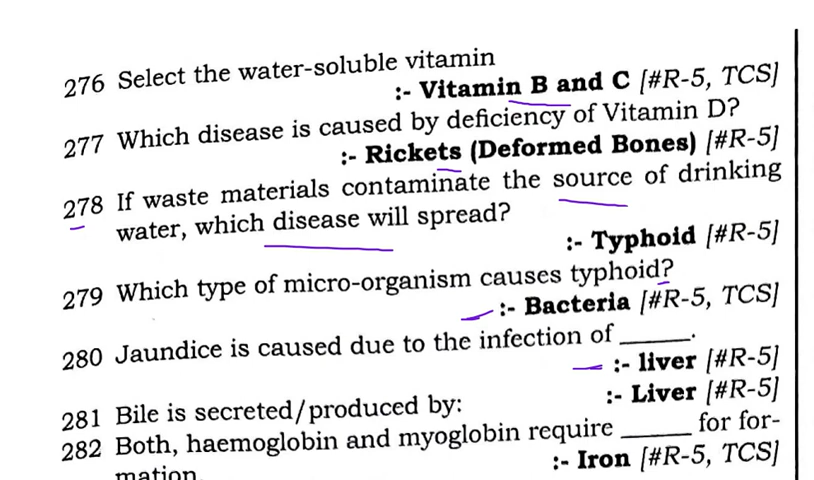 276 Select the water-soluble vitamin
:- Vitamin B and C [#R-5, TCS]
277 Which disease is caused by deficiency of Vitamin D?
:- Rickets (Deformed Bones) [#R-5]
278 If waste materials contaminate the source of drinking
water, which disease will spread?
:- Typhoid [#R-5]
279 Which type of micro-organism causes typhoid?
:- Bacteria [#R-5, TCS]
280 Jaundice is caused due to the infection of _____.
:- liver [#R-5]
281 Bile is secreted/produced by:
:- Liver [#R-5]
282 Both, haemoglobin and myoglobin require _____ for for-
mation.
:- Iron [#R-5, TCS]